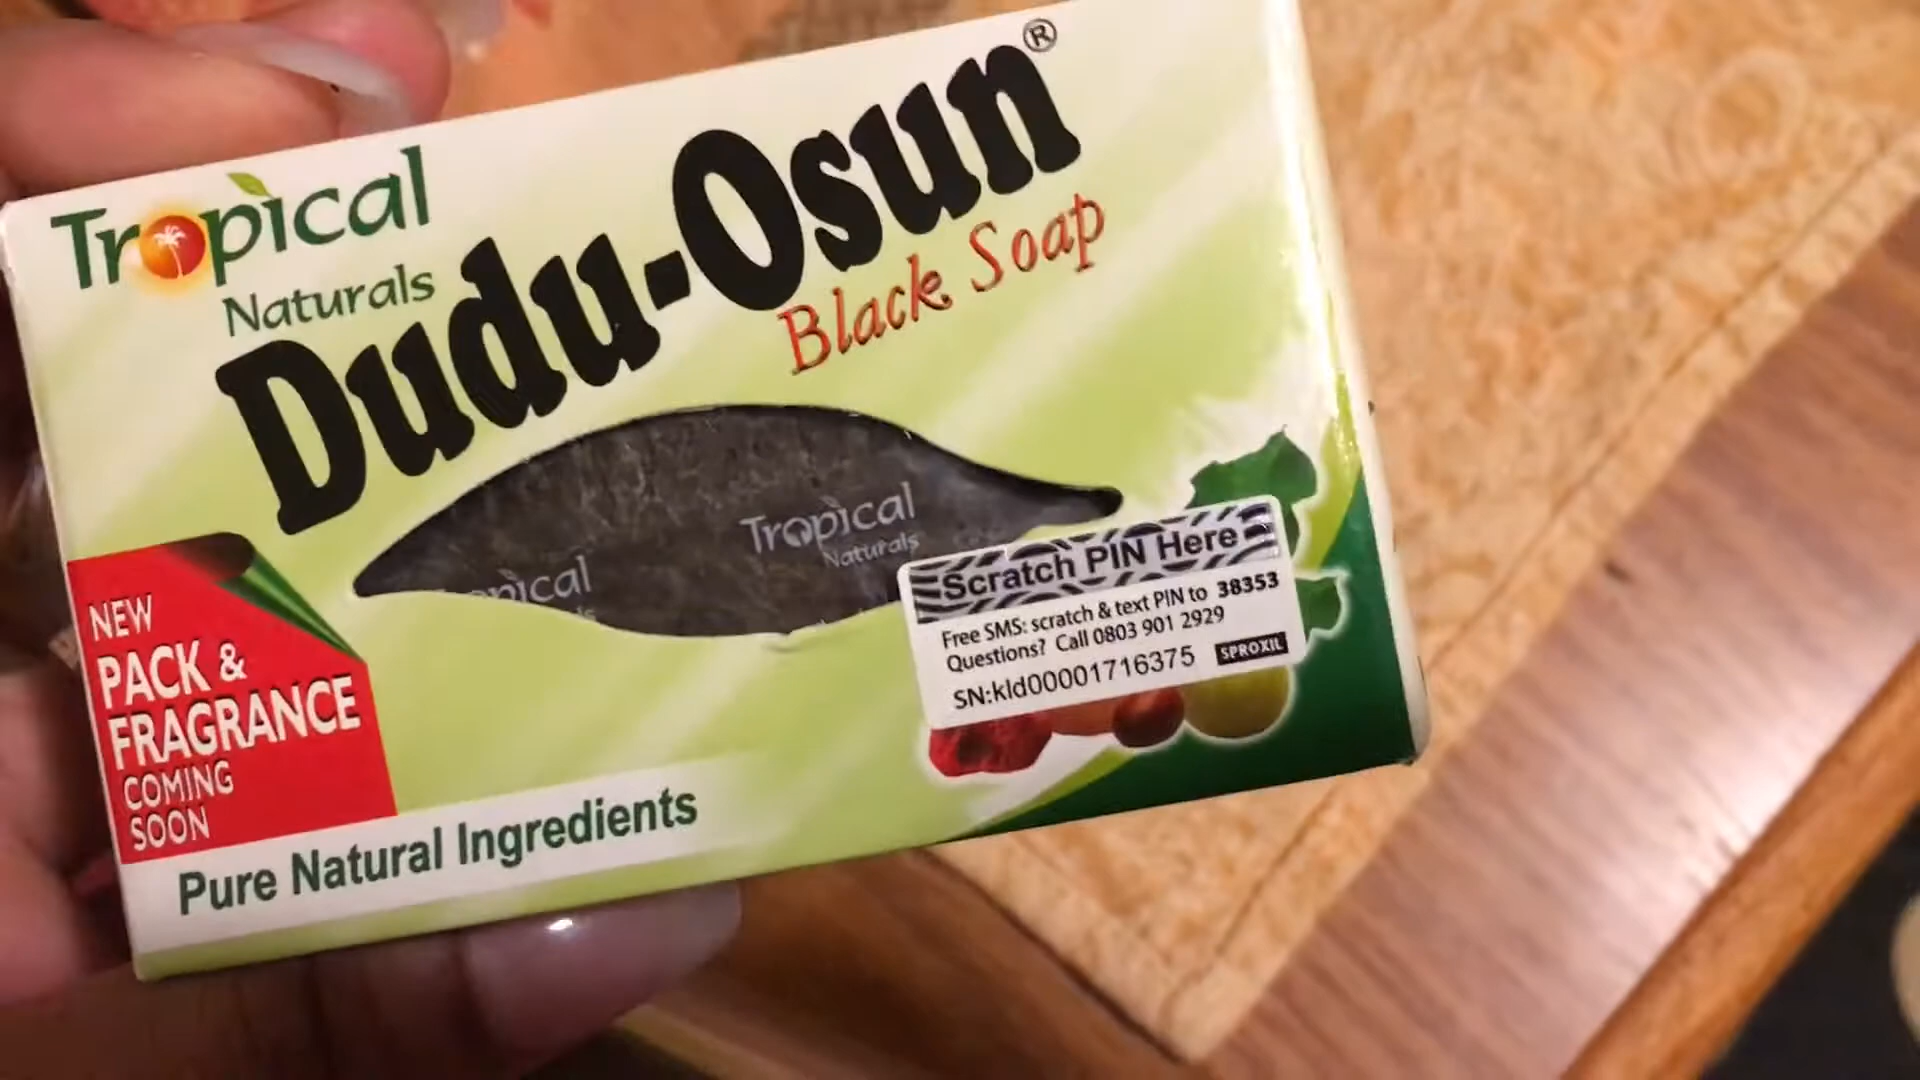 Tropical
Naturals
Dudu-Osun®
Black Soap
Tropical
Naturals
Scratch PIN Here
Free SMS: scratch & text PIN to 38353
Questions? Call 0803 901 2929
SN:kld00001716375 SPROXIL
NEW
PACK &
FRAGRANCE
COMING
SOON
Pure Natural Ingredients